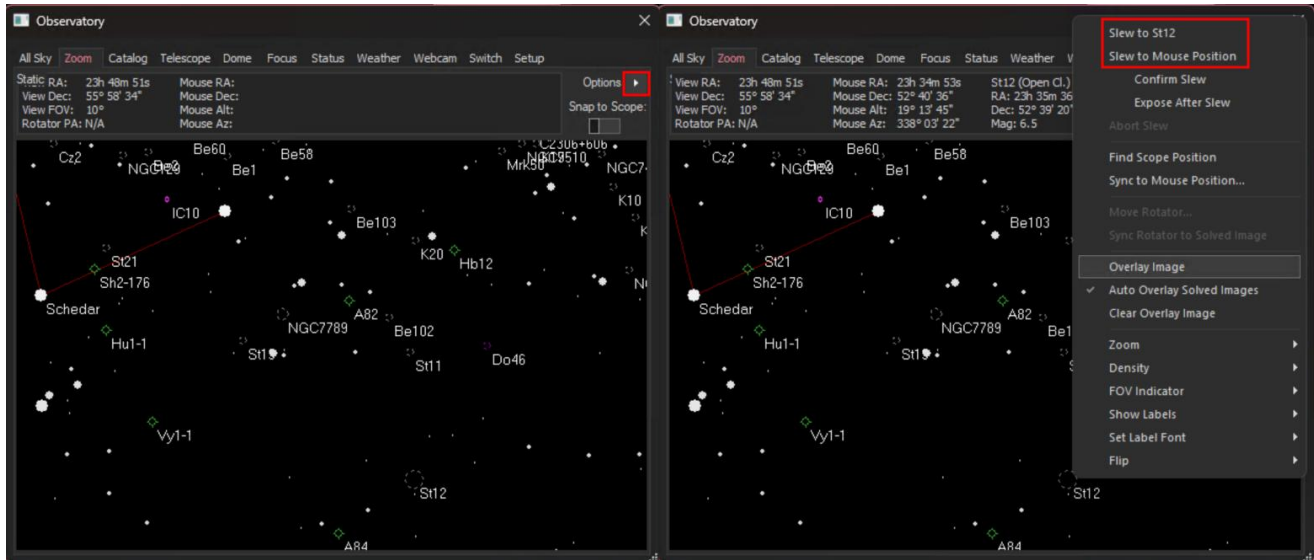 Observatory
All Sky Zoom Catalog Telescope Dome Focus Status Weather Webcam Switch Setup
Static
RA: 23h 48m 51s Mouse RA:
View Dec: 55° 58' 34" Mouse Dec:
View FOV: 10° Mouse Alt:
Rotator PA: N/A Mouse Az:
Options
Snap to Scope:
Cz2
Be60
Be58
Be1
Mrk50
NGC7
K10
IC10
Be103
K20
Hb12
St21
Sh2-176
Schedar
A82
NGC7789
Be102
Hu1-1
St11
Do46
Vy1-1
St12
A84
Observatory
All Sky Zoom Catalog Telescope Dome Focus Status Weather
View RA: 23h 48m 51s Mouse RA: 23h 34m 53s St12 (Open Cl.)
View Dec: 55° 58' 34" Mouse Dec: 52° 40' 36" RA: 23h 35m 36
View FOV: 10° Mouse Alt: 19° 13' 45" Dec: 52° 39' 20"
Rotator PA: N/A Mouse Az: 338° 03' 22" Mag: 6.5
Cz2
Be60
Be58
Be1
IC10
Be103
St21
Sh2-176
Schedar
A82
NGC7789
Be1
Hu1-1
Vy1-1
St12
A84
Slew to St12
Slew to Mouse Position
Confirm Slew
Expose After Slew
Abort Slew
Find Scope Position
Sync to Mouse Position...
Move Rotator...
Sync Rotator to Solved Image
Overlay Image
Auto Overlay Solved Images
Clear Overlay Image
Zoom
Density
FOV Indicator
Show Labels
Set Label Font
Flip